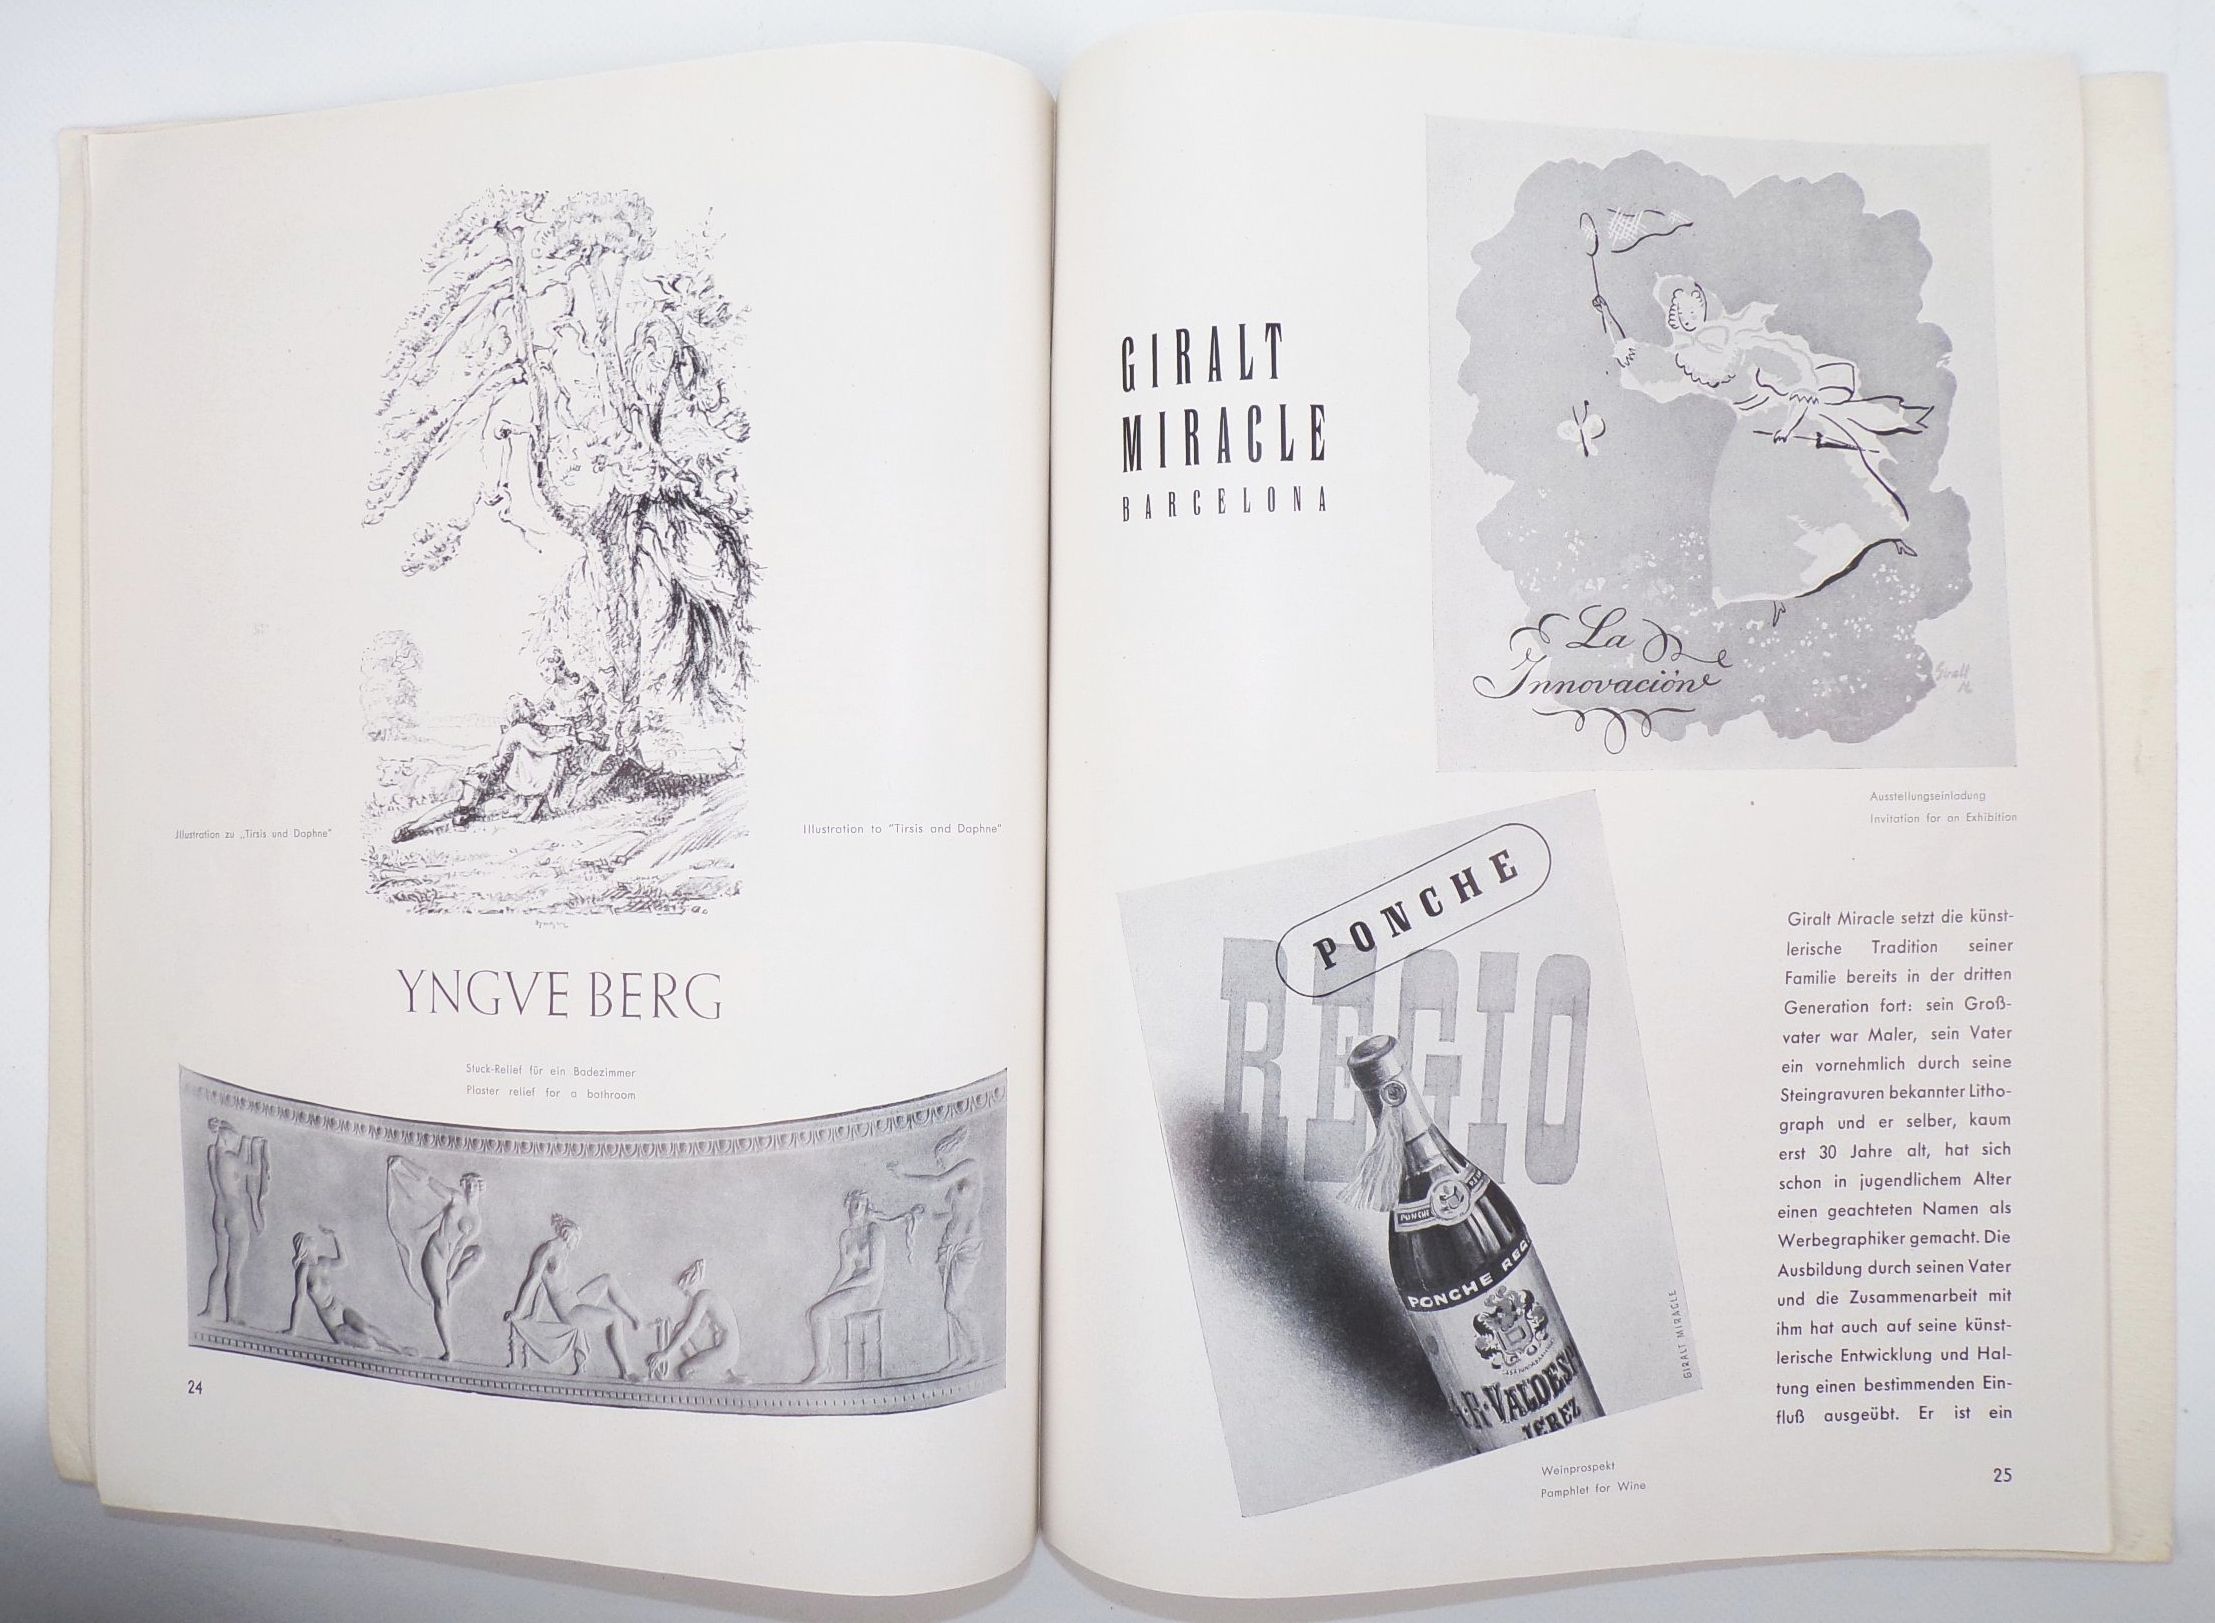 Jllustration zu „Tirsis und Daphne"
Illustration to "Tirsis and Daphne"
YNGVE BERG
Stuck-Relief für ein Badezimmer
Plaster relief for a bathroom
24
GIRALT
MIRACLE
BARCELONA
La
Innovación
Giralt
M.
Ausstellungseinladung
Invitation for an Exhibition
PONCHE
REGIO
PONCHE
PONCHE REG
A·R·VALDESP
JEREZ
GIRALT MIRACLE
Weinprospekt
Pamphlet for Wine
Giralt Miracle setzt die künst-
lerische Tradition seiner
Familie bereits in der dritten
Generation fort: sein Groß-
vater war Maler, sein Vater
ein vornehmlich durch seine
Steingravuren bekannter Litho-
graph und er selber, kaum
erst 30 Jahre alt, hat sich
schon in jugendlichem Alter
einen geachteten Namen als
Werbegraphiker gemacht. Die
Ausbildung durch seinen Vater
und die Zusammenarbeit mit
ihm hat auch auf seine künst-
lerische Entwicklung und Hal-
tung einen bestimmenden Ein-
fluß ausgeübt. Er ist ein
25